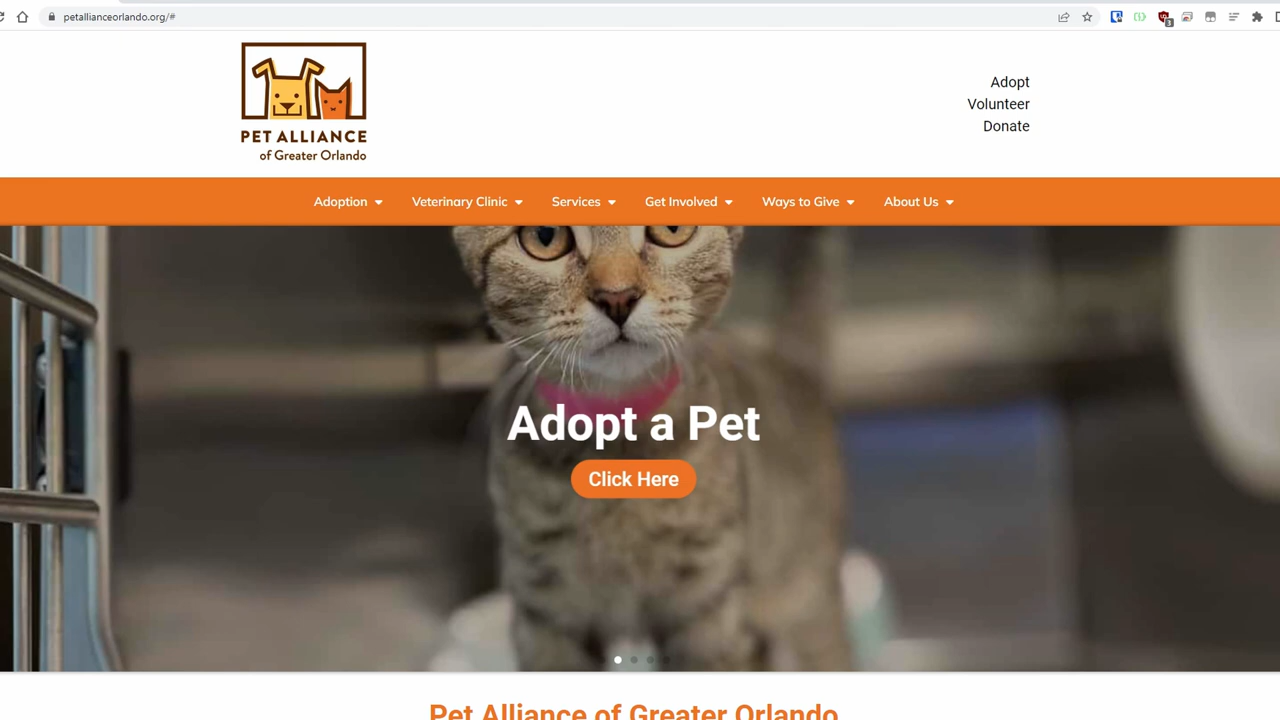 petallianceorlando.org/#
3
PET ALLIANCE
of Greater Orlando
Adopt
Volunteer
Donate
Adoption
Veterinary Clinic
Services
Get Involved
Ways to Give
About Us
Adopt a Pet
Click Here
Pet Alliance of Greater Orlando